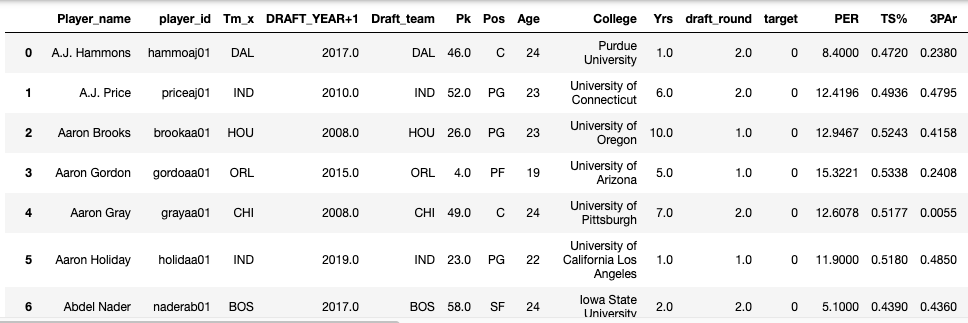 Player_name player_id Tm_x DRAFT_YEAR+1 Draft_team Pk Pos Age College Yrs draft_round target PER TS% 3PAr
0 A.J. Hammons hammoaj01 DAL 2017.0 DAL 46.0 C 24 Purdue University 1.0 2.0 0 8.4000 0.4720 0.2380
1 A.J. Price priceaj01 IND 2010.0 IND 52.0 PG 23 University of Connecticut 6.0 2.0 0 12.4196 0.4936 0.4795
2 Aaron Brooks brookaa01 HOU 2008.0 HOU 26.0 PG 23 University of Oregon 10.0 1.0 0 12.9467 0.5243 0.4158
3 Aaron Gordon gordoaa01 ORL 2015.0 ORL 4.0 PF 19 University of Arizona 5.0 1.0 0 15.3221 0.5338 0.2408
4 Aaron Gray grayaa01 CHI 2008.0 CHI 49.0 C 24 University of Pittsburgh 7.0 2.0 0 12.6078 0.5177 0.0055
5 Aaron Holiday holidaa01 IND 2019.0 IND 23.0 PG 22 University of California Los Angeles 1.0 1.0 0 11.9000 0.5180 0.4850
6 Abdel Nader naderab01 BOS 2017.0 BOS 58.0 SF 24 Iowa State University 2.0 2.0 0 5.1000 0.4390 0.4360